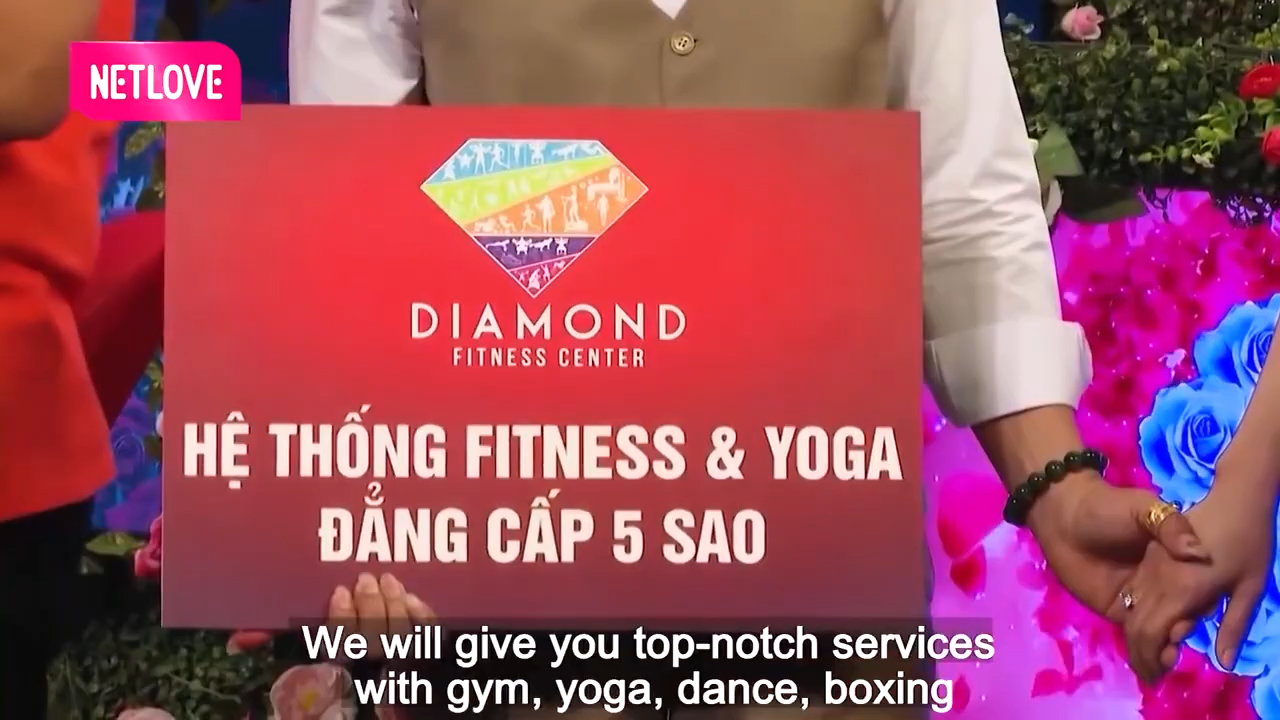 NETLOVE
DIAMOND
FITNESS CENTER
HỆ THỐNG FITNESS & YOGA
ĐẲNG CẤP 5 SAO
We will give you top-notch services
with gym, yoga, dance, boxing